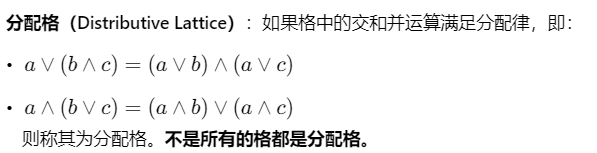 分配格（Distributive Lattice）：如果格中的交和并运算满足分配律，即：
• a ∨ (b ∧ c) = (a ∨ b) ∧ (a ∨ c)
• a ∧ (b ∨ c) = (a ∧ b) ∨ (a ∧ c)
则称其为分配格。不是所有的格都是分配格。